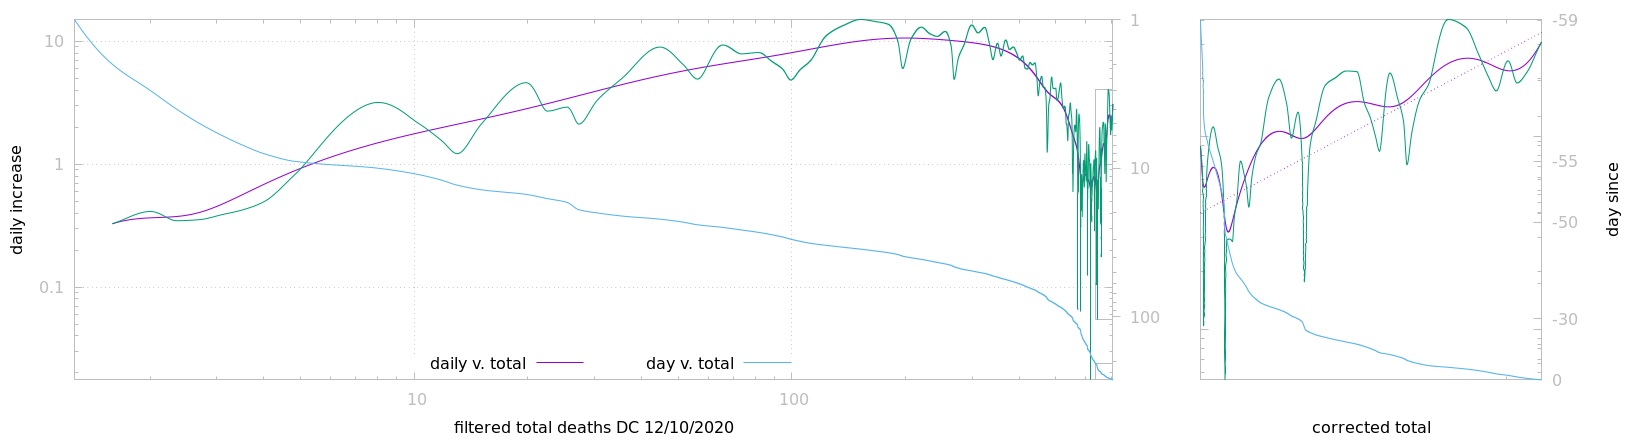 10
1
0.1
daily increase
1
10
100
daily v. total
day v. total
10
100
filtered total deaths DC 12/10/2020
-59
-55
-50
-30
0
day since
corrected total